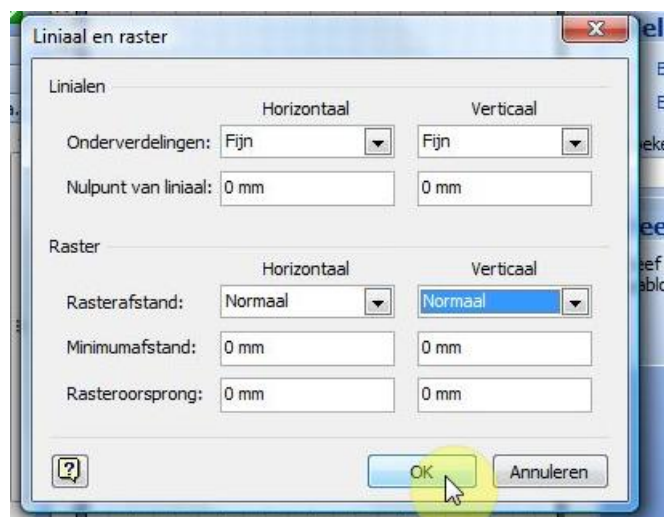 Liniaal en raster
Linialen
Horizontaal Verticaal
Onderverdelingen: Fijn Fijn
Nulpunt van liniaal: 0 mm 0 mm
Raster
Horizontaal Verticaal
Rasterafstand: Normaal Normaal
Minimumafstand: 0 mm 0 mm
Rasteroorsprong: 0 mm 0 mm
OK Annuleren